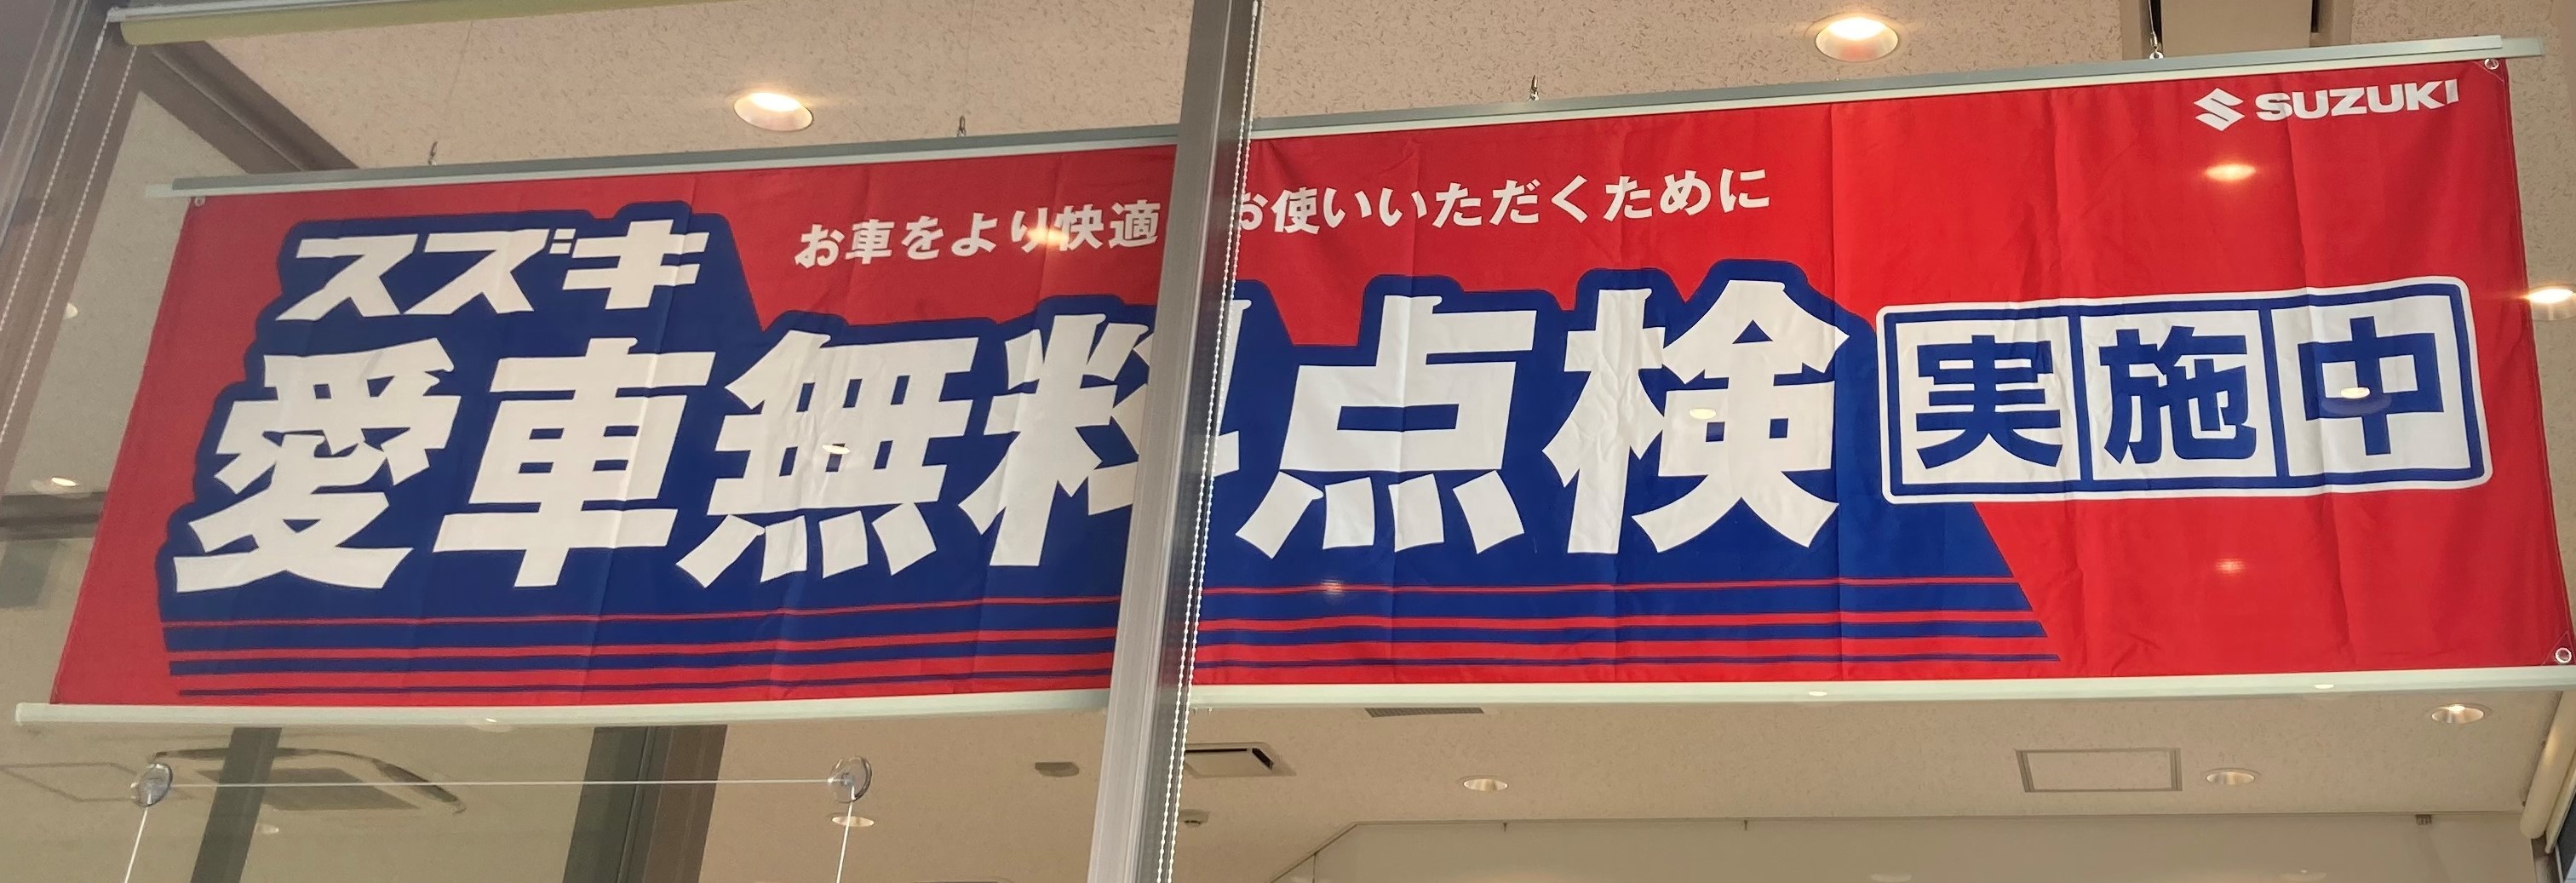 SUZUKI
お車をより快適 お使いいただくために
スズキ
愛車無料点検 実施中